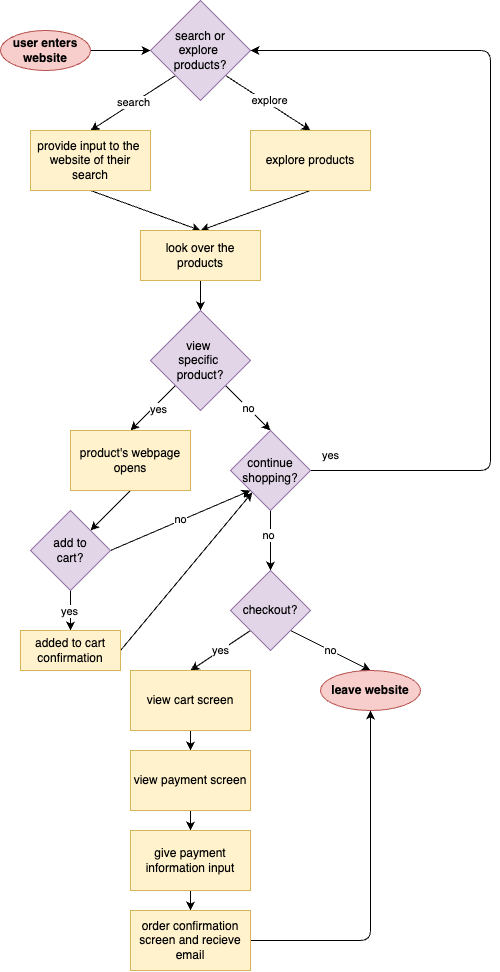 user enters
website
search or
explore
products?
search
explore
provide input to the
website of their
search
explore products
look over the
products
view
specific
product?
yes
no
product's webpage
opens
continue
shopping?
yes
add to
cart?
no
no
yes
added to cart
confirmation
checkout?
yes
no
view cart screen
leave website
view payment screen
give payment
information input
order confirmation
screen and recieve
email